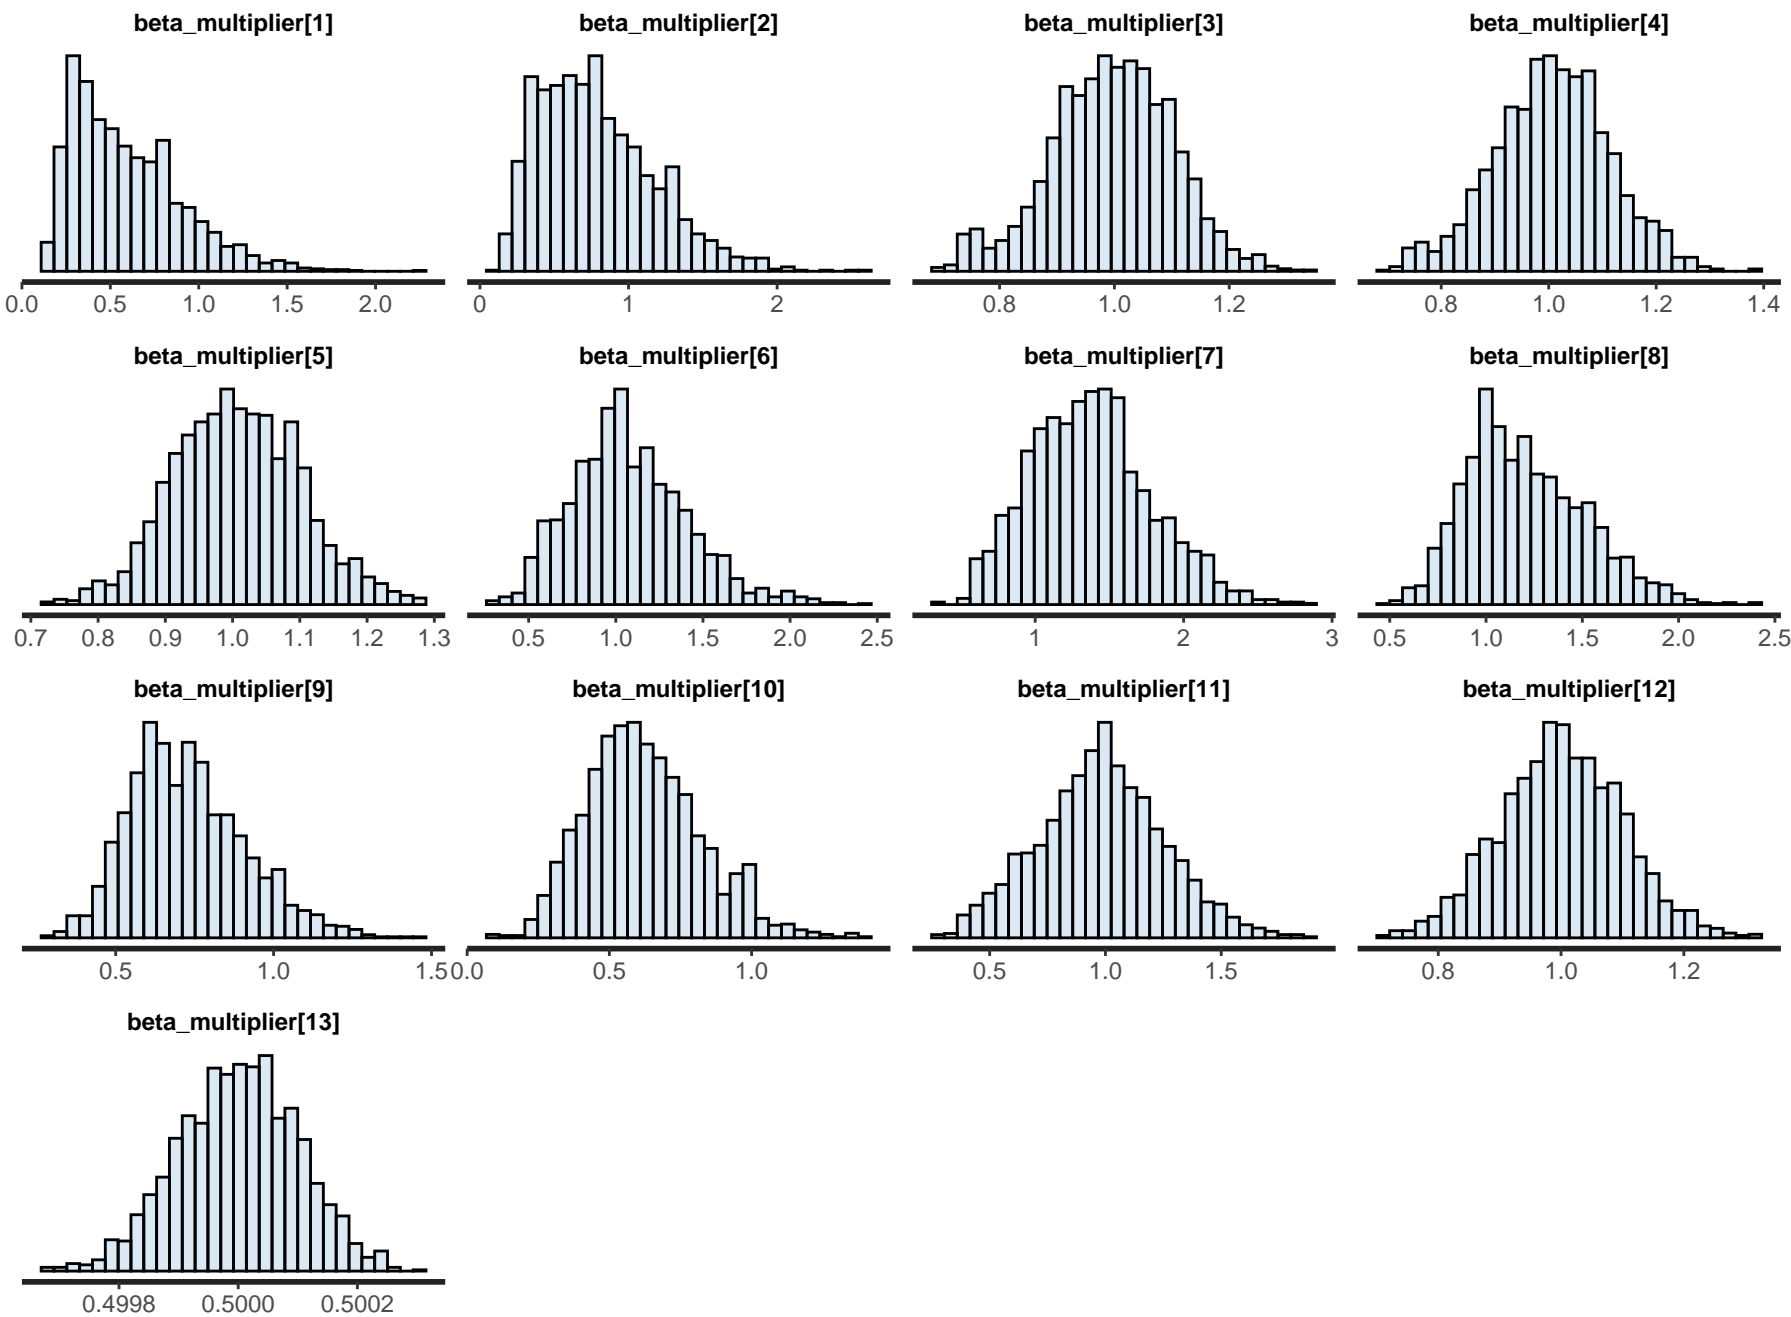 beta_multiplier[1] beta_multiplier[2] beta_multiplier[3] beta_multiplier[4]
0.0 0.5 1.0 1.5 2.0 0 1 2 0.8 1.0 1.2 0.8 1.0 1.2 1.4
beta_multiplier[5] beta_multiplier[6] beta_multiplier[7] beta_multiplier[8]
0.7 0.8 0.9 1.0 1.1 1.2 1.3 0.5 1.0 1.5 2.0 2.5 1 2 3 0.5 1.0 1.5 2.0 2.5
beta_multiplier[9] beta_multiplier[10] beta_multiplier[11] beta_multiplier[12]
0.5 1.0 1.5 0.0 0.5 1.0 0.5 1.0 1.5 0.8 1.0 1.2
beta_multiplier[13]
0.4998 0.5000 0.5002